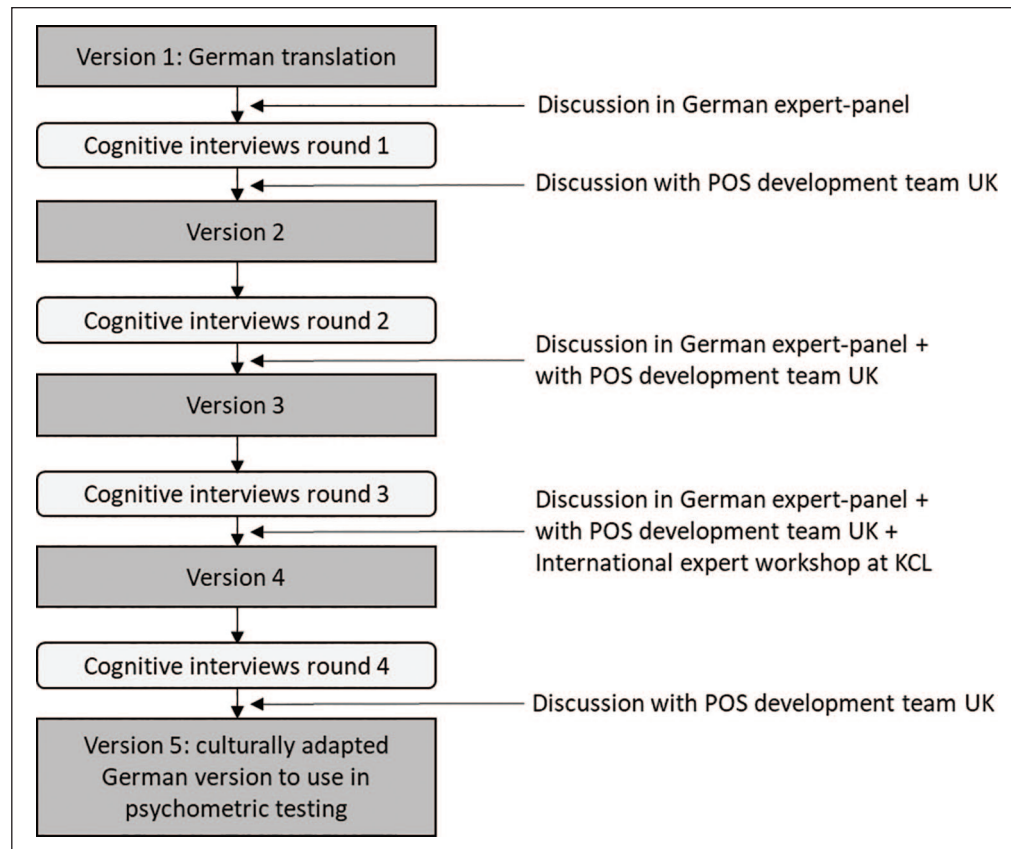 Version 1: German translation
Discussion in German expert-panel
Cognitive interviews round 1
Discussion with POS development team UK
Version 2
Cognitive interviews round 2
Discussion in German expert-panel +
with POS development team UK
Version 3
Cognitive interviews round 3
Discussion in German expert-panel +
with POS development team UK +
International expert workshop at KCL
Version 4
Cognitive interviews round 4
Discussion with POS development team UK
Version 5: culturally adapted
German version to use in
psychometric testing